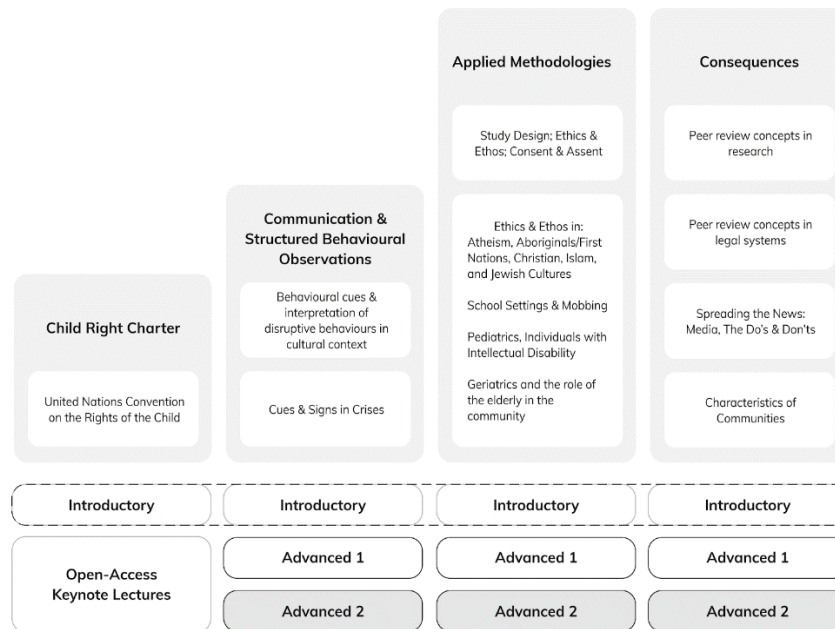 Child Right Charter
United Nations Convention
on the Rights of the Child
Communication &
Structured Behavioural
Observations
Behavioural cues &
interpretation of
disruptive behaviours in
cultural context
Cues & Signs in Crises
Applied Methodologies
Study Design; Ethics &
Ethos; Consent & Assent
Ethics & Ethos in:
Atheism, Aboriginals/First
Nations, Christian, Islam,
and Jewish Cultures
School Settings & Mobbing
Pediatrics, Individuals with
Intellectual Disability
Geriatrics and the role of
the elderly in the
community
Consequences
Peer review concepts in
research
Peer review concepts in
legal systems
Spreading the News:
Media, The Do's & Don'ts
Characteristics of
Communities
Introductory
Introductory
Introductory
Introductory
Open-Access
Keynote Lectures
Advanced 1
Advanced 1
Advanced 1
Advanced 2
Advanced 2
Advanced 2